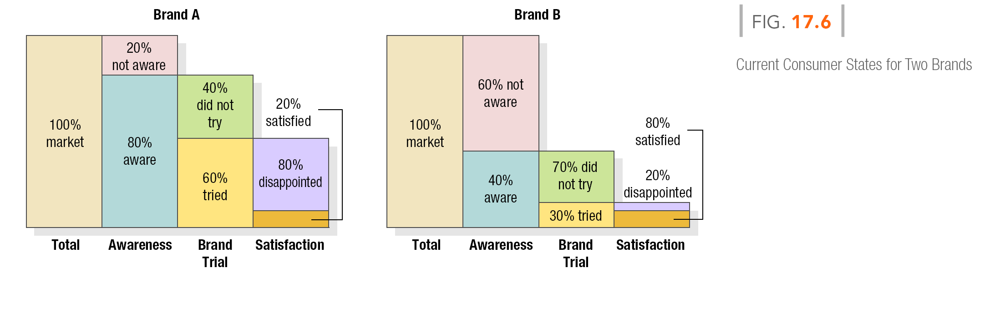 Brand A
20%
not aware
40%
did not
try
20%
satisfied
100%
market
80%
aware
80%
disappointed
60%
tried
Total
Awareness
Brand
Trial
Satisfaction
Brand B
60% not
aware
80%
satisfied
100%
market
70% did
not try
20%
disappointed
40%
aware
30% tried
Total
Awareness
Brand
Trial
Satisfaction
FIG. 17.6
Current Consumer States for Two Brands